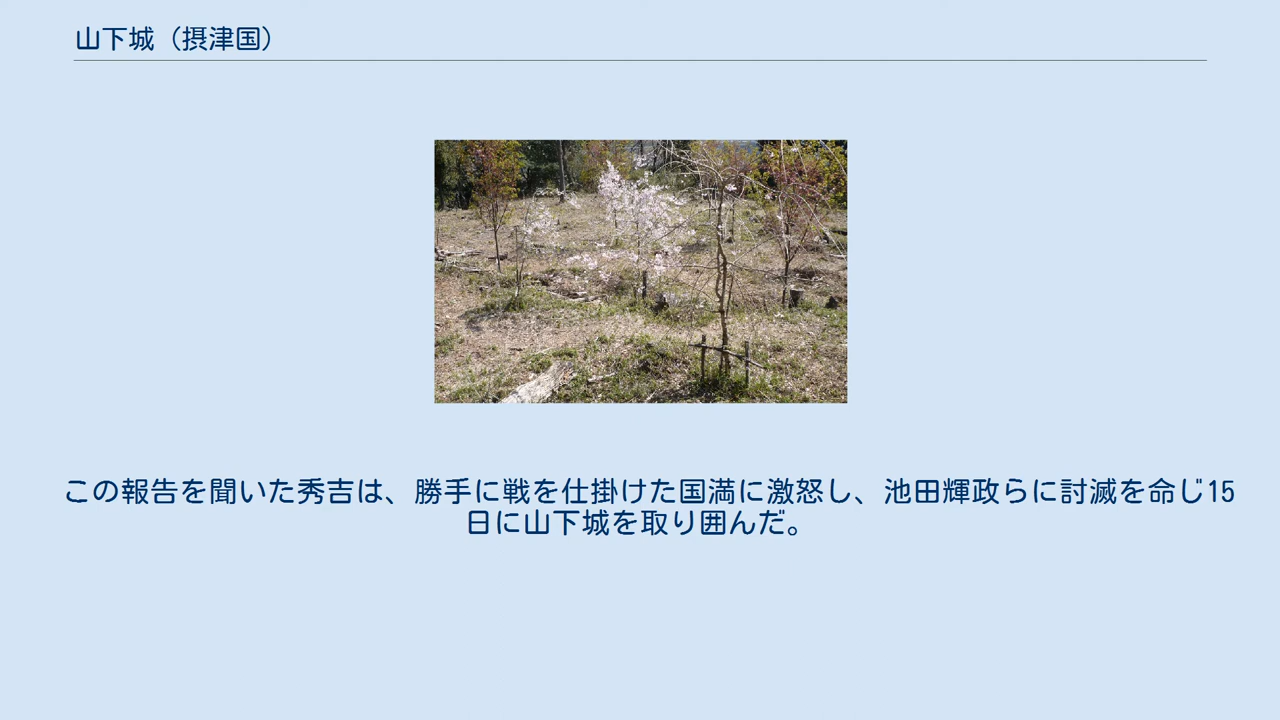 山下城（摂津国）
この報告を聞いた秀吉は、勝手に戦を仕掛けた国満に激怒し、池田輝政らに討滅を命じ15
日に山下城を取り囲んだ。